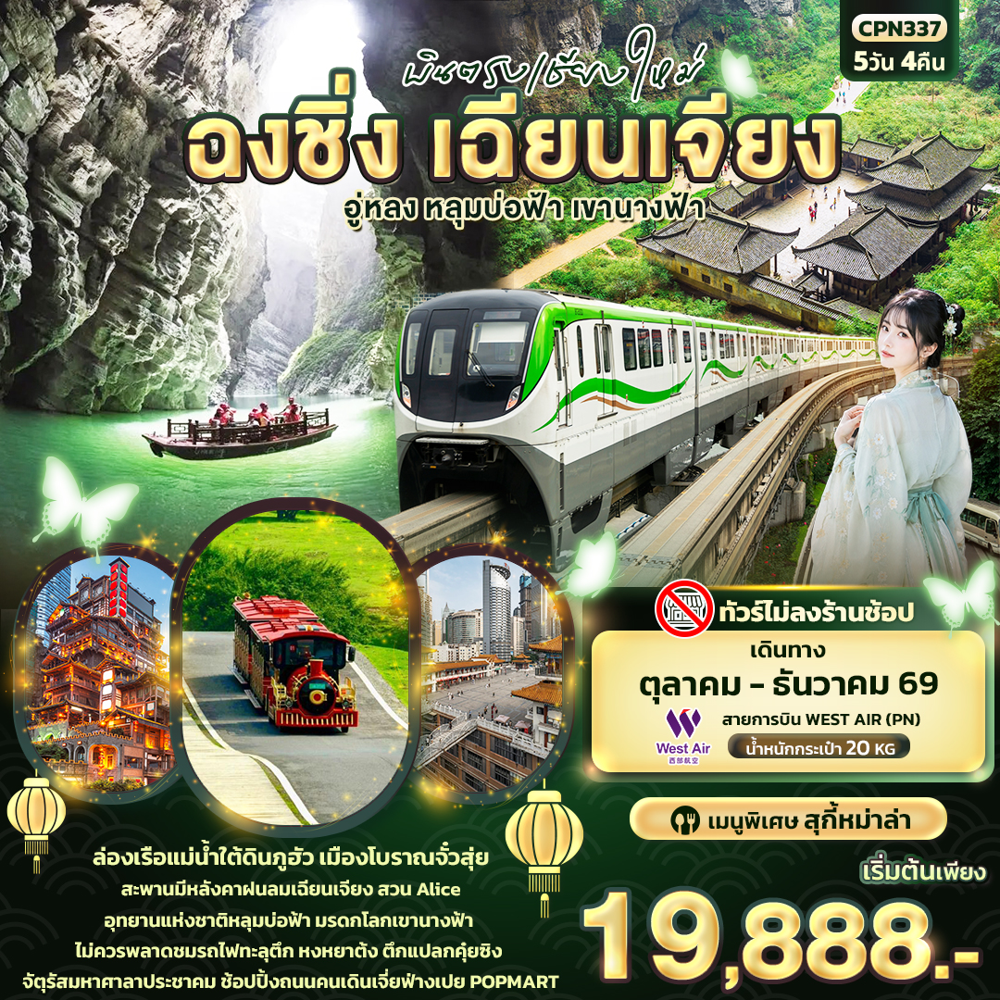 CPN337
5วัน 4คืน
บินตรงเชียงใหม่
ฉงชิ่ง เฉียนเจียง
อู่หลง หลุมบ่อฟ้า เขานางฟ้า
ทัวร์ไม่ลงร้านช้อป
เดินทาง
ตุลาคม - ธันวาคม 69
West Air
西部航空
สายการบิน WEST AIR (PN)
น้ำหนักกระเป๋า 20 KG
เมนูพิเศษ สุกี้หม่าล่า
ล่องเรือแม่น้ำใต้ดินภูฮัว เมืองโบราณจั๋วสุ่ย
สะพานมีหลังคาฝนลมเฉียนเจียง สวน Alice
อุทยานแห่งชาติหลุมบ่อฟ้า มรดกโลกเขานางฟ้า
ไม่ควรพลาดชมรถไฟทะลุตึก หงหยาต้ง ตึกแปลกคุ๋ยชิง
จัตุรัสมหาศาลาประชาคม ช้อปปิ้งถนนคนเดินเจี่ยฟ่างเปย POPMART
เริ่มต้นเพียง
19,888.-